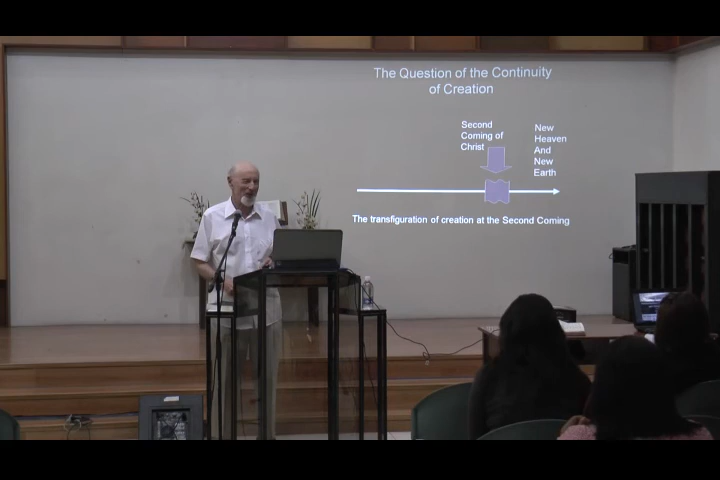 The Question of the Continuity
of Creation
Second
Coming of
Christ
New
Heaven
And
New
Earth
The transfiguration of creation at the Second Coming